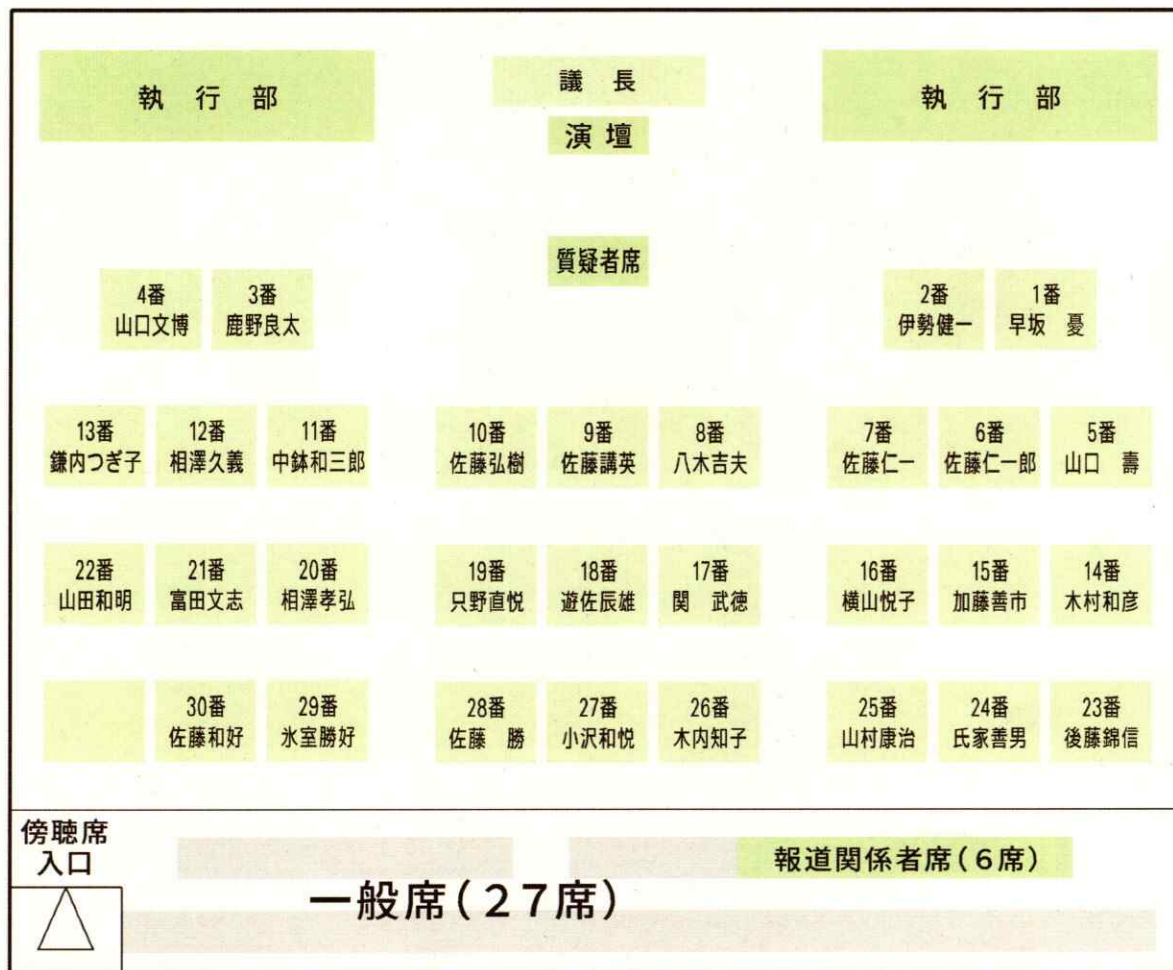 執行部
議長
執行部
演壇
質疑者席
4番
山口文博
3番
鹿野良太
2番
伊勢健一
1番
早坂 憂
13番
鎌内つぎ子
12番
相澤久義
11番
中鉢和三郎
10番
佐藤弘樹
9番
佐藤講英
8番
八木吉夫
7番
佐藤仁一
6番
佐藤仁一郎
5番
山口 壽
22番
山田和明
21番
富田文志
20番
相澤孝弘
19番
只野直悦
18番
遊佐辰雄
17番
関 武徳
16番
横山悦子
15番
加藤善市
14番
木村和彦
30番
佐藤和好
29番
氷室勝好
28番
佐藤 勝
27番
小沢和悦
26番
木内知子
25番
山村康治
24番
氏家善男
23番
後藤錦信
傍聴席
入口
報道関係者席(6席)
一般席(27席)